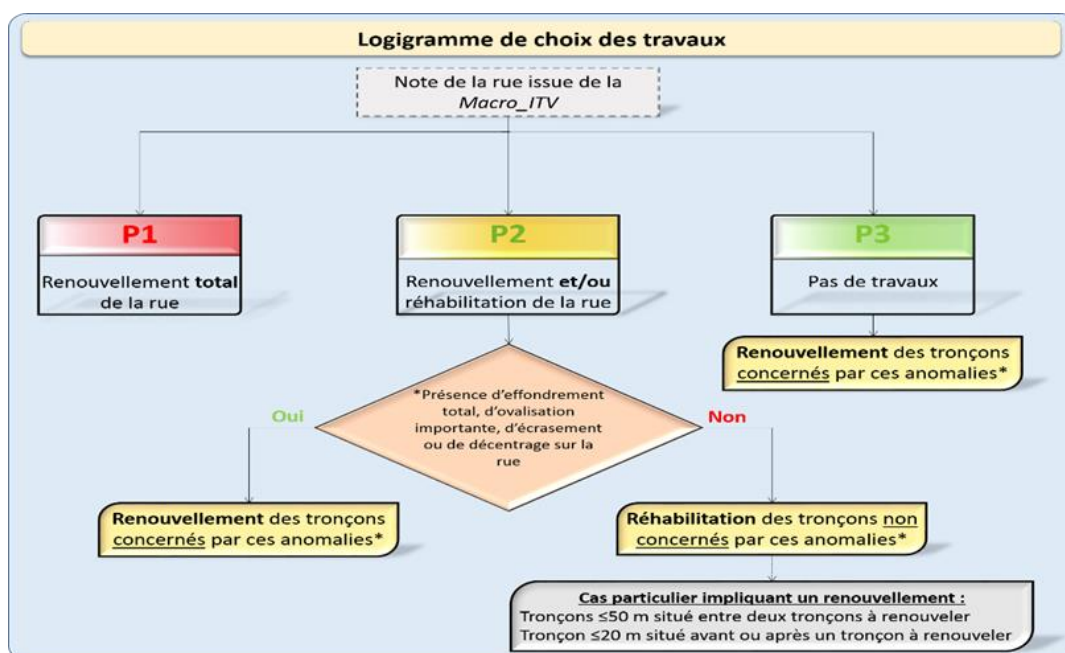 Logigramme de choix des travaux
Note de la rue issue de la
Macro_ITV
P1
Renouvellement total
de la rue
P2
Renouvellement et/ou
réhabilitation de la rue
P3
Pas de travaux
Renouvellement des tronçons
concernés par ces anomalies*
*Présence d'effondrement
total, d'ovalisation
importante, d'écrasement
ou de décentrage sur la
rue
Oui
Non
Renouvellement des tronçons
concernés par ces anomalies*
Réhabilitation des tronçons non
concernés par ces anomalies*
Cas particulier impliquant un renouvellement :
Tronçons ≤50 m situé entre deux tronçons à renouveler
Tronçon ≤20 m situé avant ou après un tronçon à renouveler